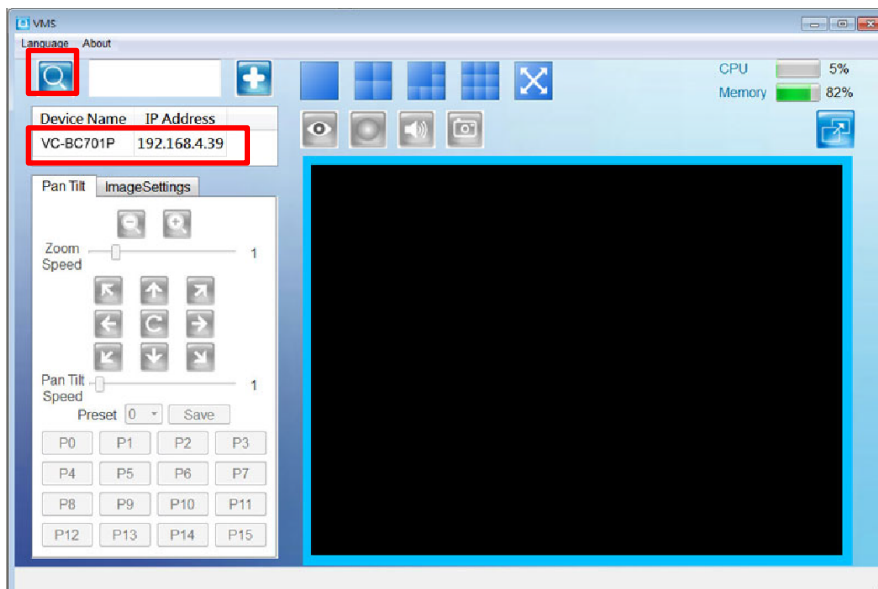 VMS
Language About
CPU 5%
Memory 82%
Device Name IP Address
VC-BC701P 192.168.4.39
Pan Tilt ImageSettings
Zoom Speed 1
Pan Tilt Speed 1
Preset 0 Save
P0 P1 P2 P3
P4 P5 P6 P7
P8 P9 P10 P11
P12 P13 P14 P15